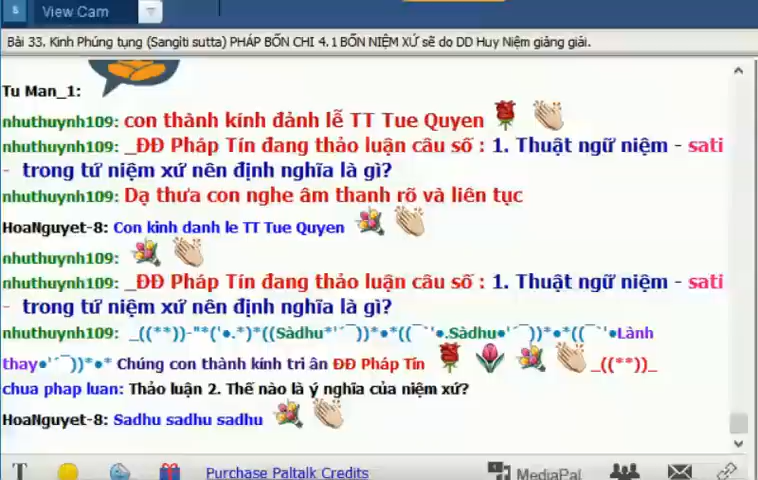 View Cam
Bài 33. Kinh Phúng tụng (Sangiti sutta) PHÁP BỐN CHI 4.1 BỐN NIỆM XỨ sẽ do DD Huy Niệm giảng giải.
Tu Man_1:
nhuthuynh109: con thành kính đảnh lễ TT Tue Quyen
nhuthuynh109: _ĐĐ Pháp Tín đang thảo luận câu số : 1. Thuật ngữ niệm - sati
- trong tứ niệm xứ nên định nghĩa là gì?
nhuthuynh109: Dạ thưa con nghe âm thanh rõ và liên tục
HoaNguyet-8: Con kinh danh le TT Tue Quyen
nhuthuynh109:
nhuthuynh109: _ĐĐ Pháp Tín đang thảo luận câu số : 1. Thuật ngữ niệm - sati
- trong tứ niệm xứ nên định nghĩa là gì?
nhuthuynh109: _((**))-"*('●.*)*((Sàdhu*'´¯))*●*((¯`'●.Sàdhu●'´¯))*●*((¯`'●Lành
thay●'´¯))*●* Chúng con thành kính tri ân ĐĐ Pháp Tín _((**))_
chua phap luan: Thảo luận 2. Thế nào là ý nghĩa của niệm xứ?
HoaNguyet-8: Sadhu sadhu sadhu
T Purchase Paltalk Credits MediaPal